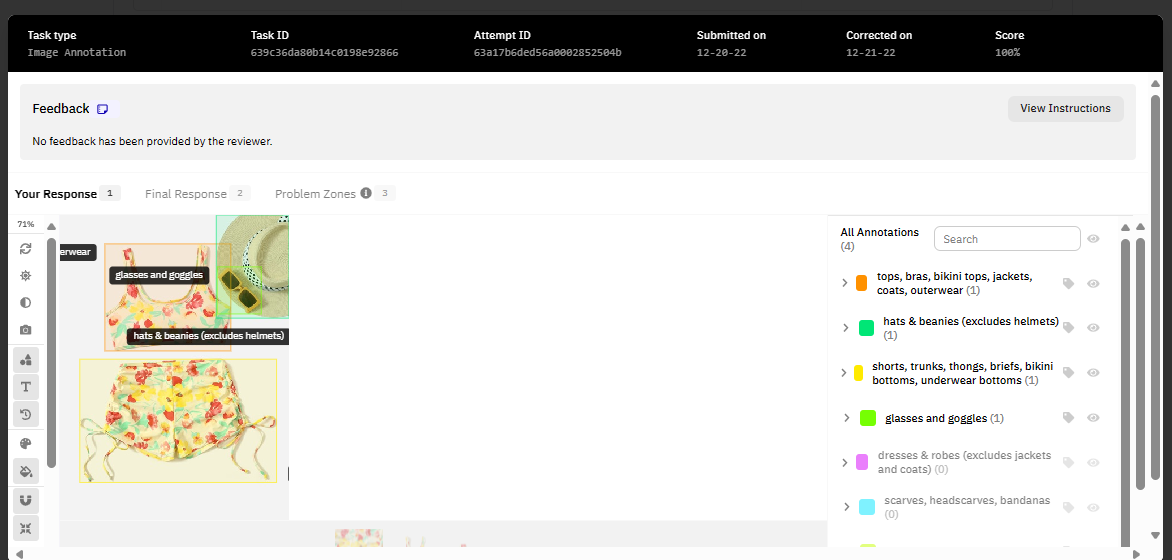 Task type
Image Annotation
Task ID
639c36da80b14c0198e92866
Attempt ID
63a17b6ded56a0002852504b
Submitted on
12-20-22
Corrected on
12-21-22
Score
100%
Feedback
View Instructions
No feedback has been provided by the reviewer.
Your Response 1
Final Response 2
Problem Zones 3
71%
erwear
glasses and goggles
hats & beanies (excludes helmets)
All Annotations
(4)
Search
tops, bras, bikini tops, jackets,
coats, outerwear (1)
hats & beanies (excludes helmets)
(1)
shorts, trunks, thongs, briefs, bikini
bottoms, underwear bottoms (1)
glasses and goggles (1)
dresses & robes (excludes jackets
and coats) (0)
scarves, headscarves, bandanas
(0)